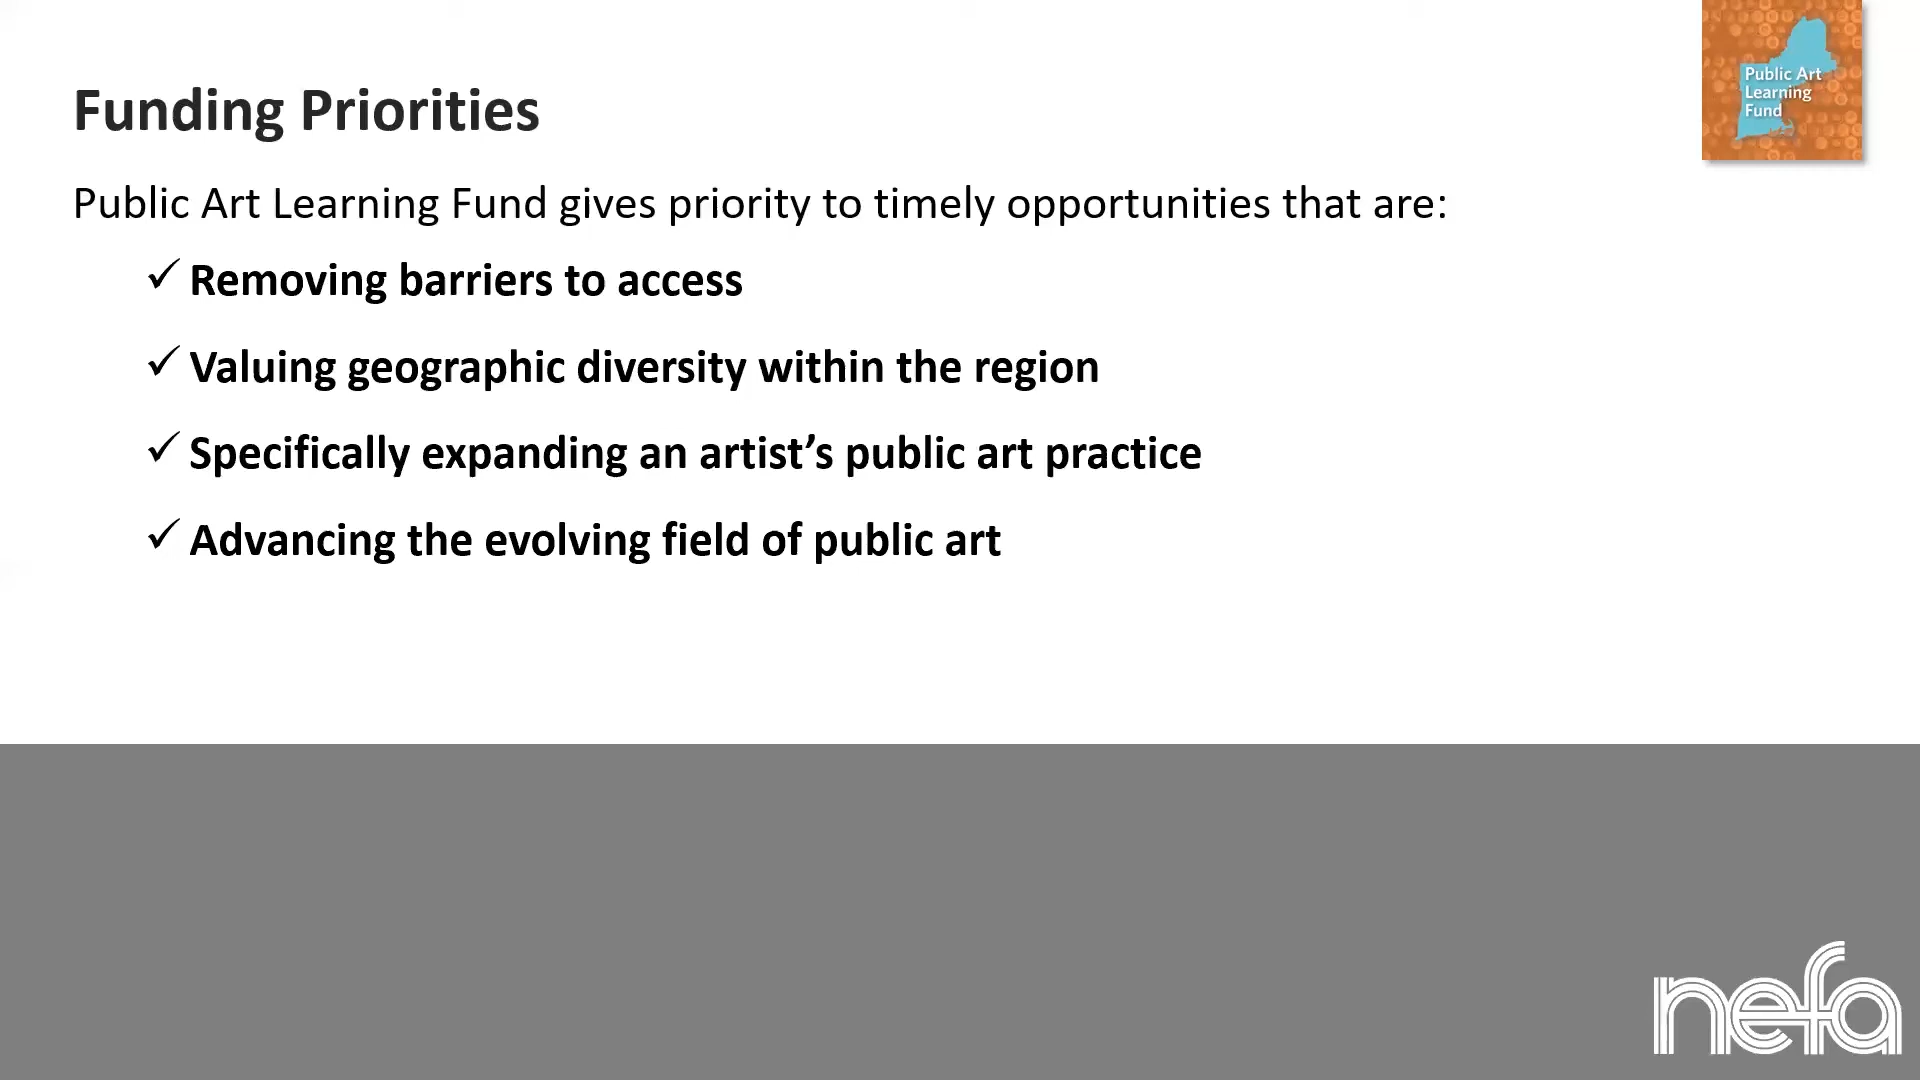 Funding Priorities
Public Art
Learning
Fund
Public Art Learning Fund gives priority to timely opportunities that are:
✓ Removing barriers to access
✓ Valuing geographic diversity within the region
✓ Specifically expanding an artist’s public art practice
✓ Advancing the evolving field of public art
nefa